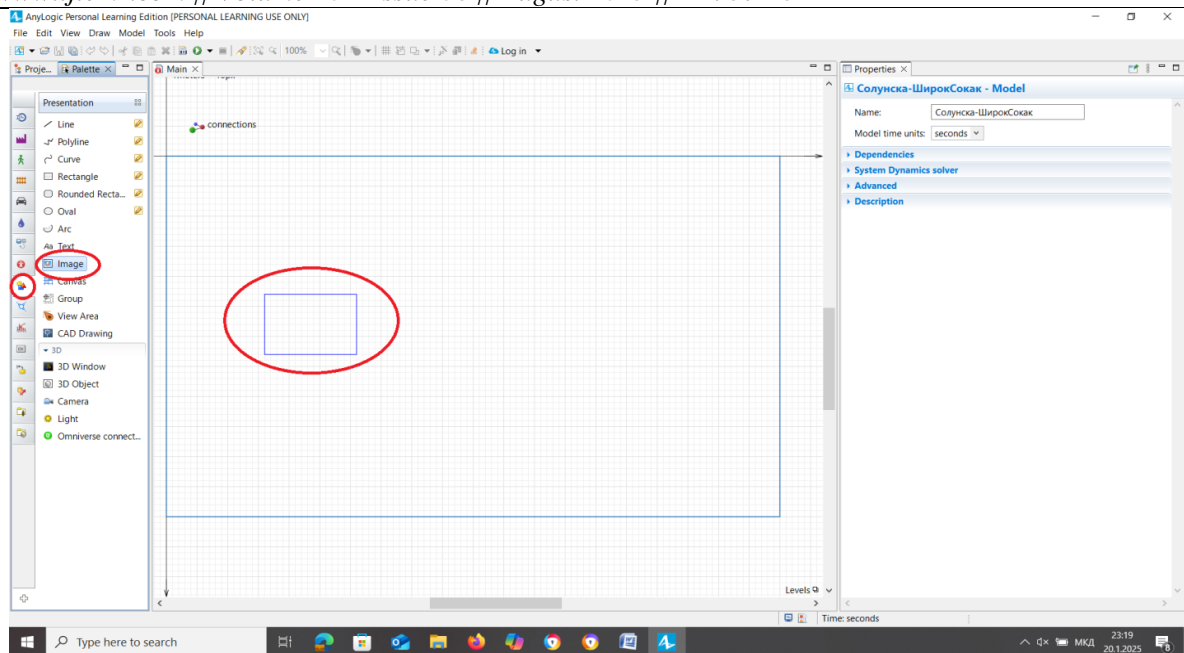 AnyLogic Personal Learning Edition [PERSONAL LEARNING USE ONLY]
File Edit View Draw Model Tools Help
100%
Log in
Proje... Palette
Main
Properties
Presentation
Line
Polyline
Curve
Rectangle
Rounded Recta...
Oval
Arc
Aa Text
Image
Canvas
Group
View Area
CAD Drawing
3D
3D Window
3D Object
Camera
Light
Omniverse connect...
connections
Levels
Солунска-ШирокСокак - Model
Name: Солунска-ШирокСокак
Model time units: seconds
Dependencies
System Dynamics solver
Advanced
Description
Time: seconds
Type here to search
МКД
23:19
20.1.2025